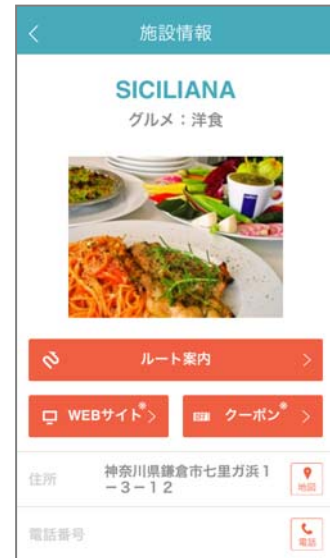 施設情報
SICILIANA
グルメ：洋食
ルート案内
WEBサイト※
クーポン※
住所
神奈川県鎌倉市七里ガ浜１
－３－１２
地図
電話番号
電話